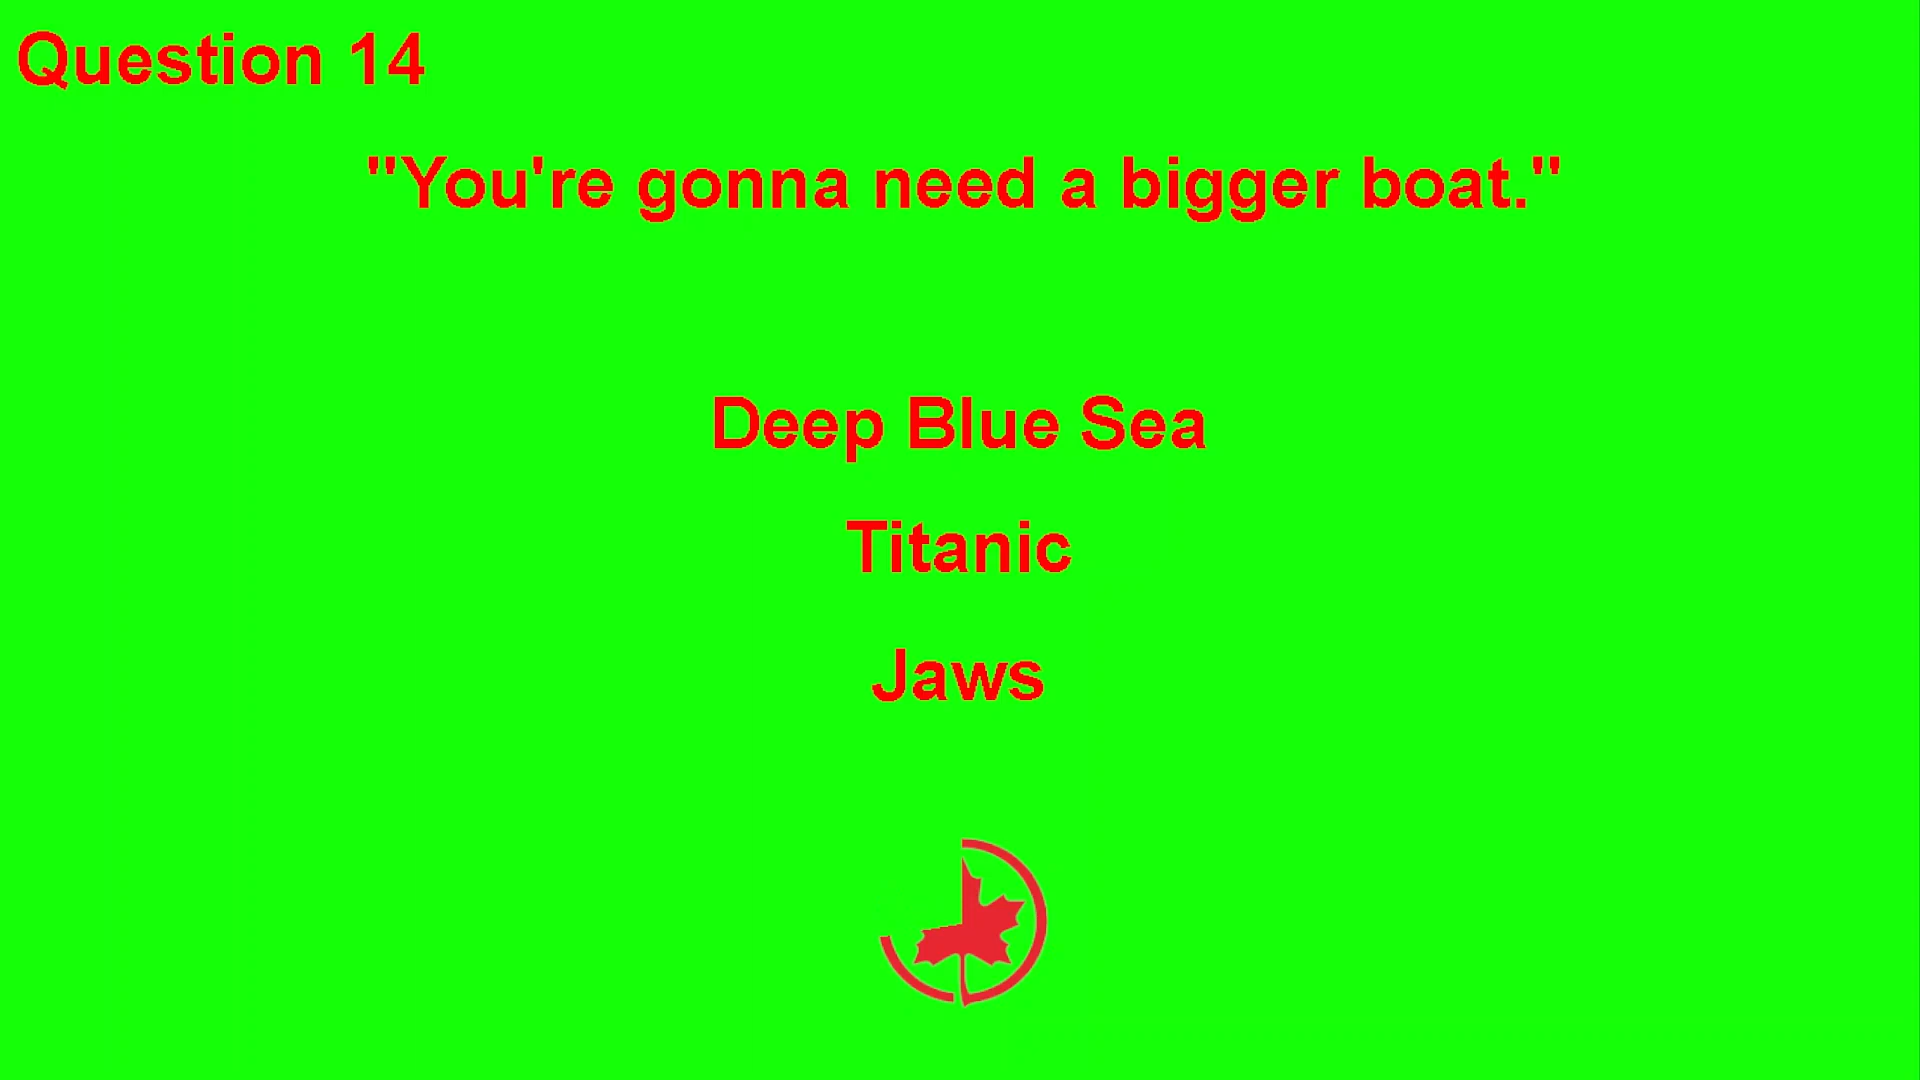 Question 14
"You're gonna need a bigger boat."
Deep Blue Sea
Titanic
Jaws